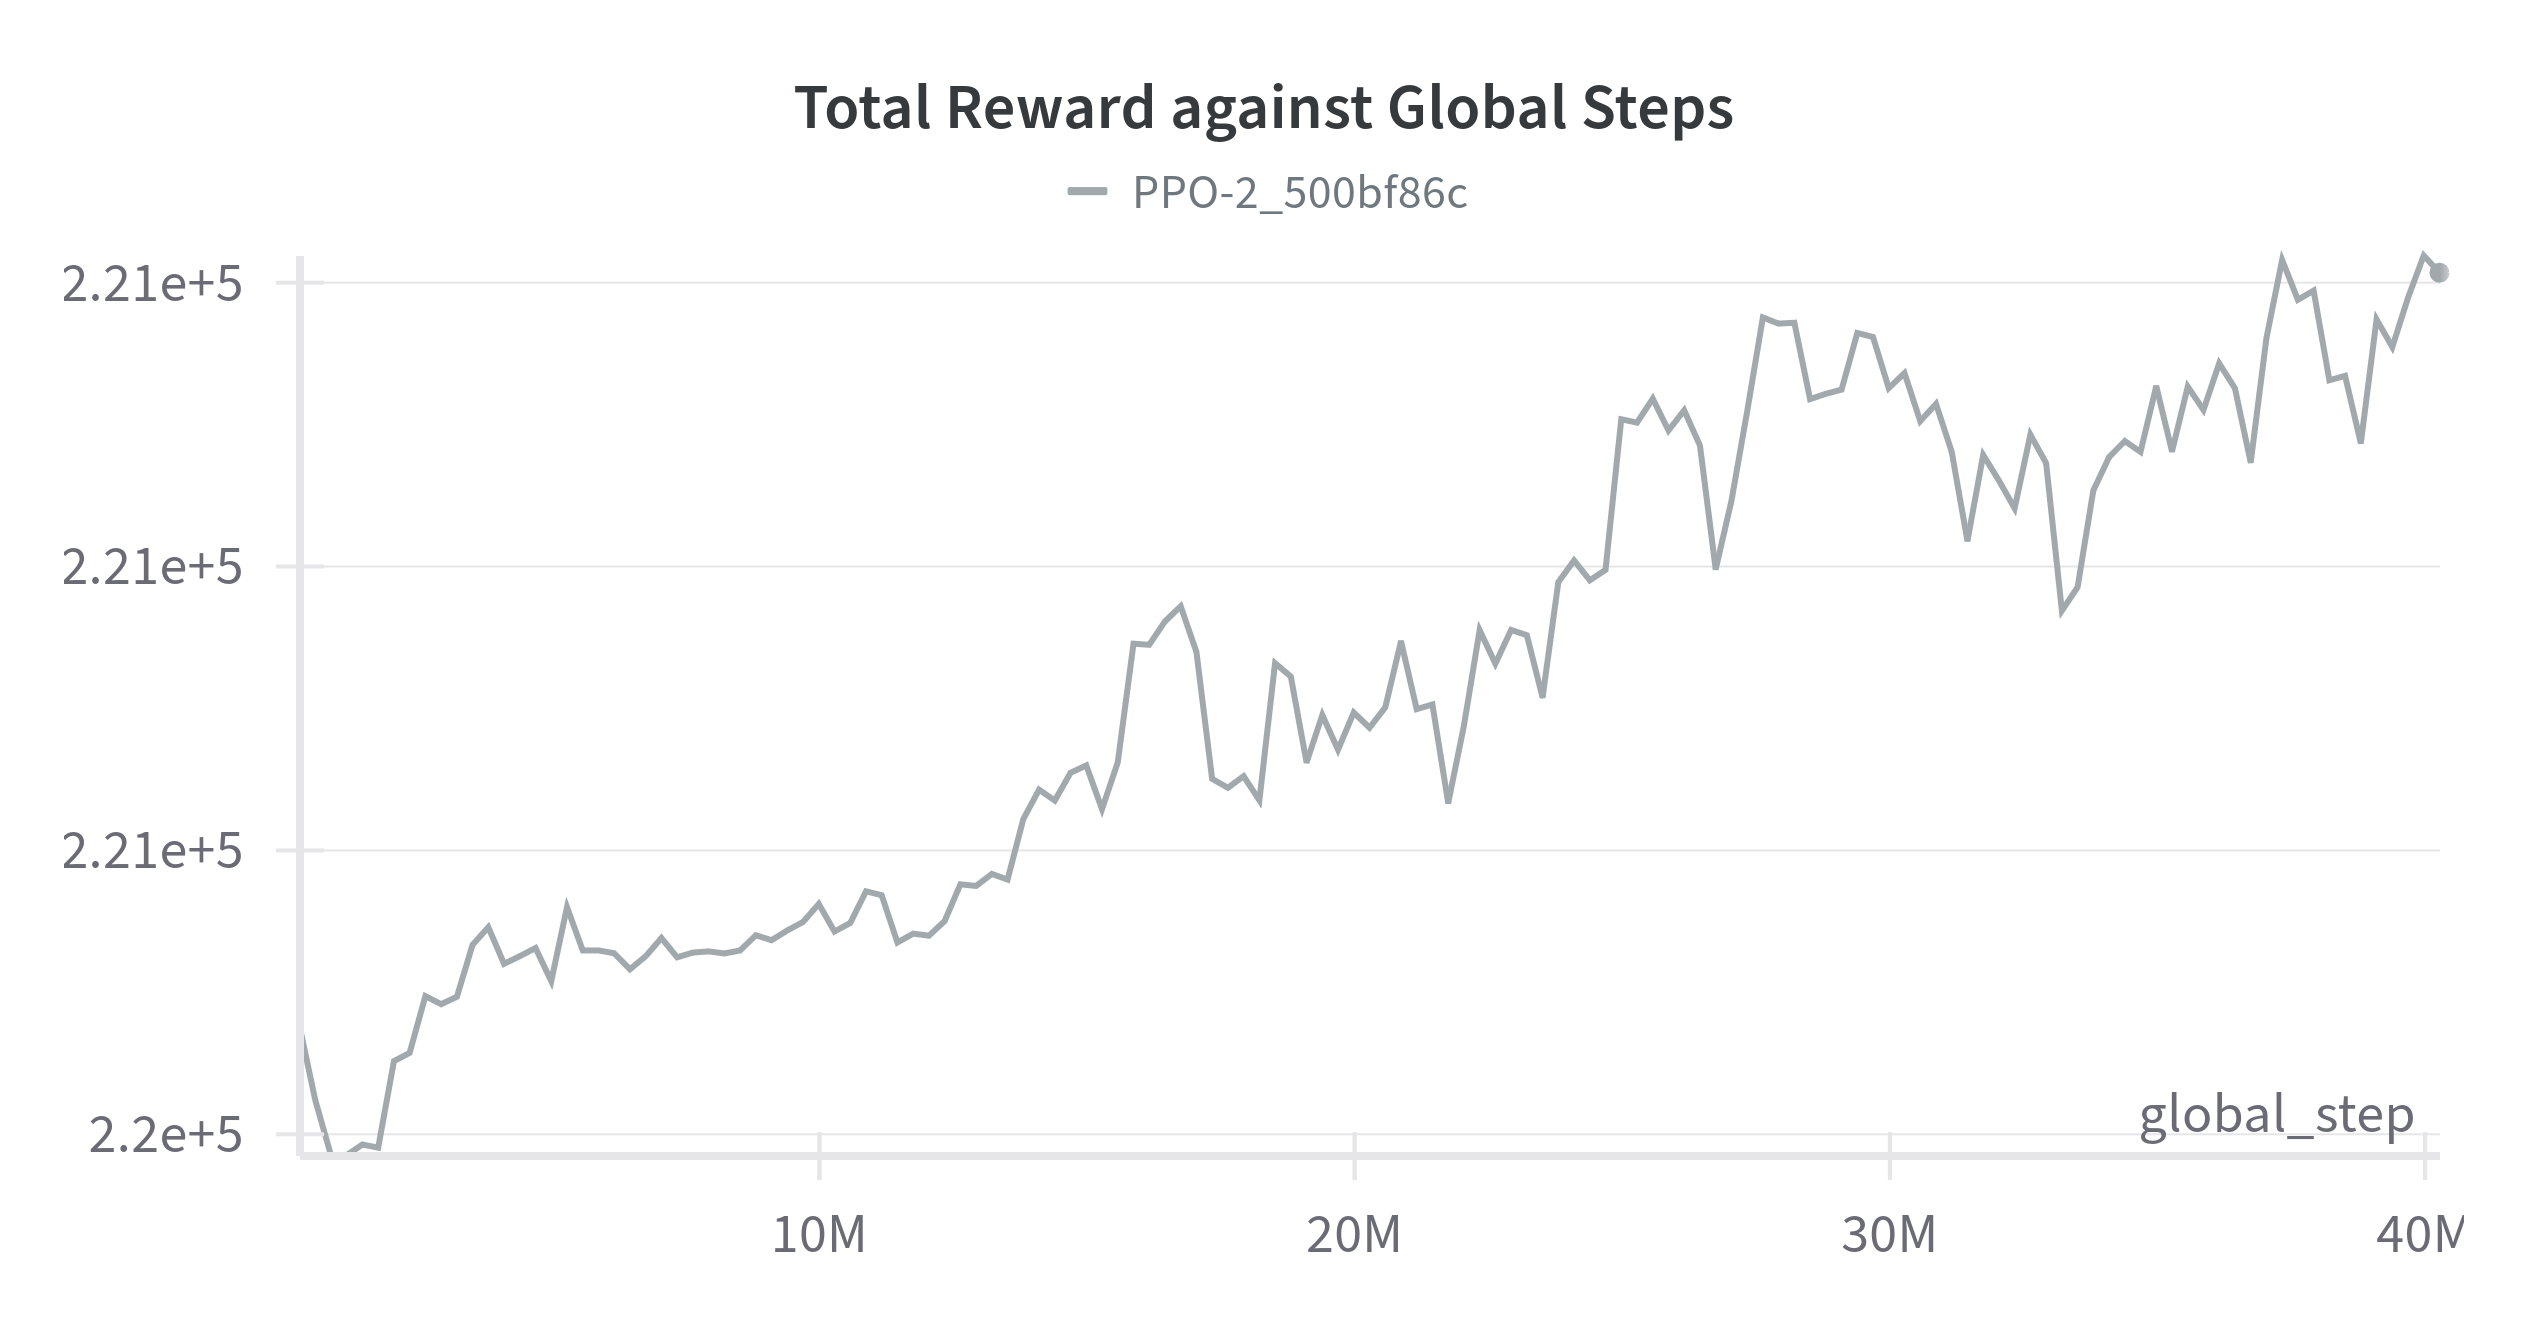 Total Reward against Global Steps
PPO-2_500bf86c
2.21e+5
2.21e+5
2.21e+5
2.2e+5
global_step
10M
20M
30M
40M